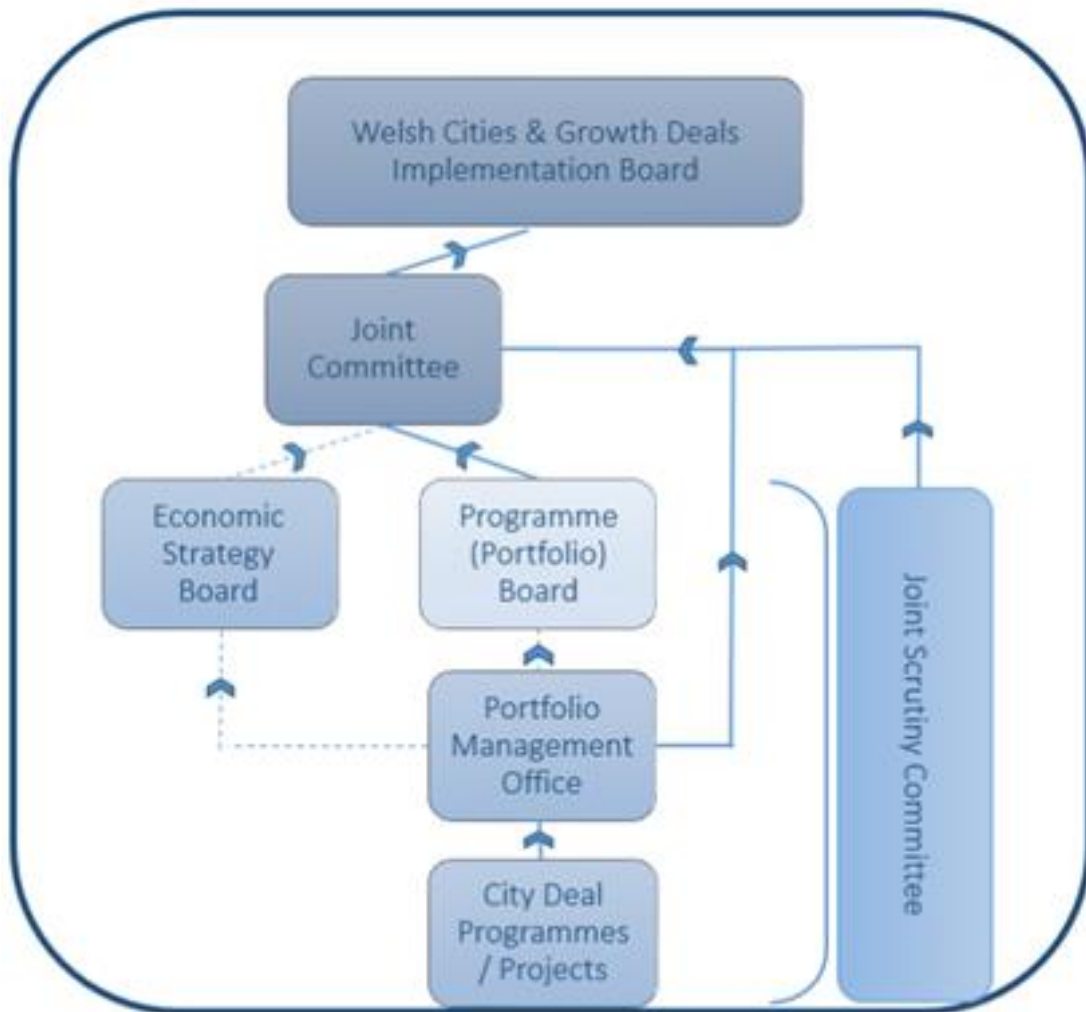 Welsh Cities & Growth Deals
Implementation Board
Joint
Committee
Economic
Strategy
Board
Programme
(Portfolio)
Board
Portfolio
Management
Office
City Deal
Programmes
/ Projects
Joint Scrutiny Committee